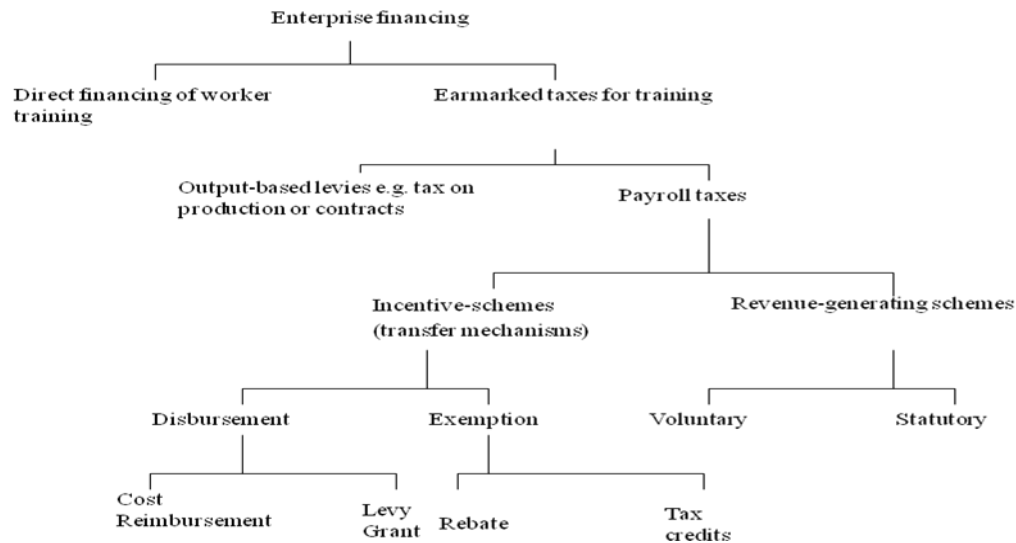 Enterprise financing
Direct financing of worker
training
Earmarked taxes for training
Output-based levies e.g. tax on
production or contracts
Payroll taxes
Incentive-schemes
(transfer mechanisms)
Revenue-generating schemes
Disbursement
Exemption
Voluntary
Statutory
Cost
Reimbursement
Levy
Grant
Rebate
Tax
credits